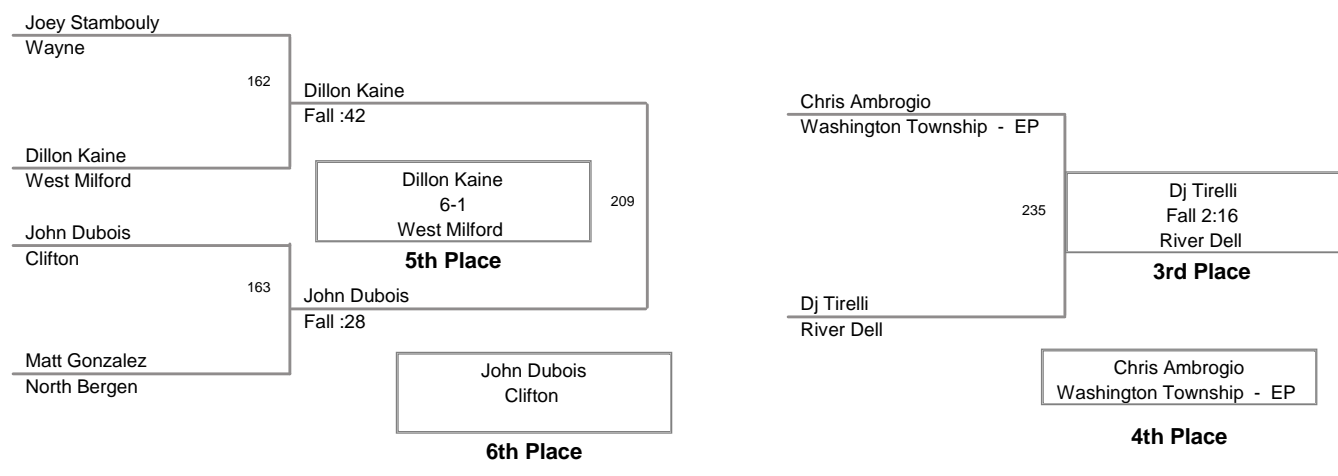 Joey Stambouly
Wayne
162
Dillon Kaine
Fall :42
Dillon Kaine
West Milford
Dillon Kaine
6-1
West Milford
5th Place
209
John Dubois
Clifton
163
John Dubois
Fall :28
Matt Gonzalez
North Bergen
John Dubois
Clifton
6th Place
Chris Ambrogio
Washington Township - EP
235
Dj Tirelli
Fall 2:16
River Dell
3rd Place
Dj Tirelli
River Dell
Chris Ambrogio
Washington Township - EP
4th Place